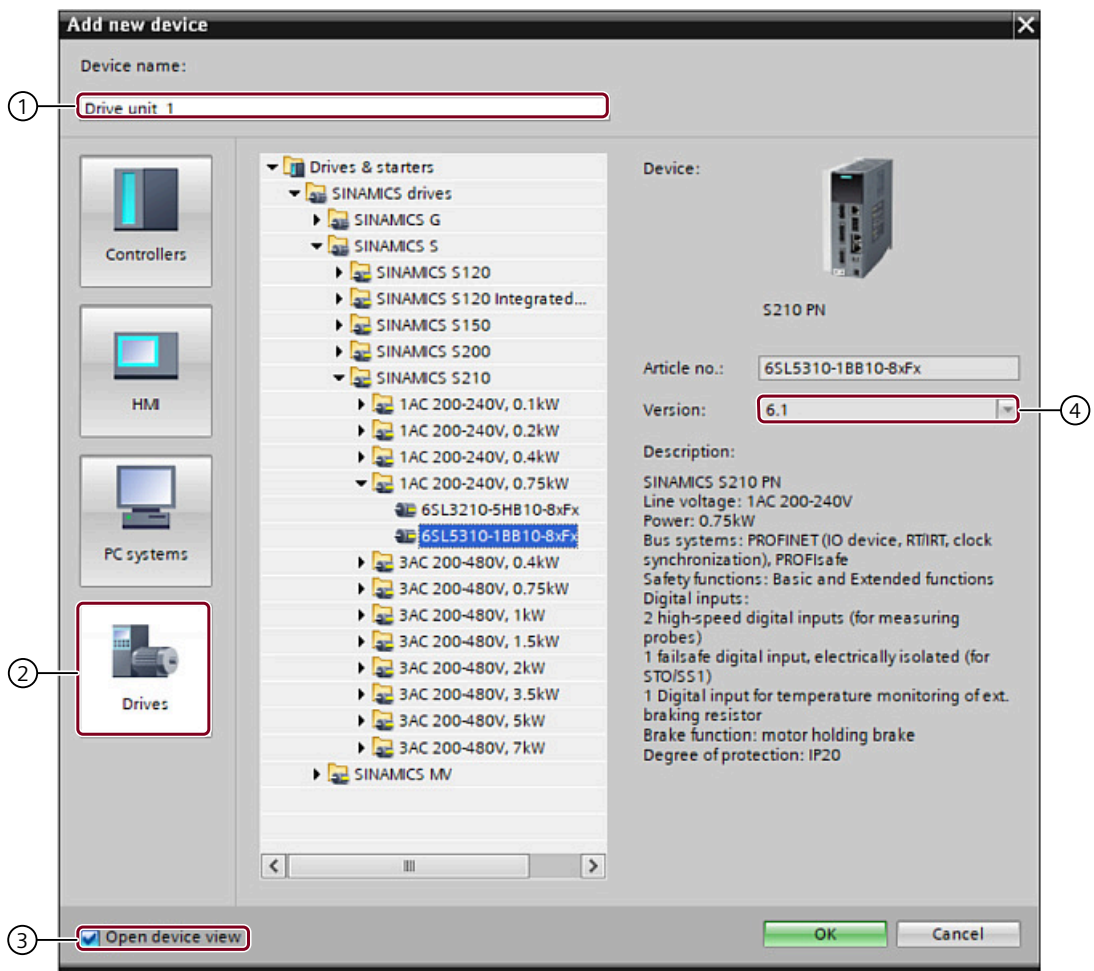 Add new device
Device name:
1
Drive unit_1
Controllers
HMI
PC systems
2
Drives
Drives & starters
SINAMICS drives
SINAMICS G
SINAMICS S
SINAMICS S120
SINAMICS S120 Integrated...
SINAMICS S150
SINAMICS S200
SINAMICS S210
1AC 200-240V, 0.1kW
1AC 200-240V, 0.2kW
1AC 200-240V, 0.4kW
1AC 200-240V, 0.75kW
6SL3210-5HB10-8xFx
6SL5310-1BB10-8xFx
3AC 200-480V, 0.4kW
3AC 200-480V, 0.75kW
3AC 200-480V, 1kW
3AC 200-480V, 1.5kW
3AC 200-480V, 2kW
3AC 200-480V, 3.5kW
3AC 200-480V, 5kW
3AC 200-480V, 7kW
SINAMICS MV
Device:
S210 PN
Article no.: 6SL5310-1BB10-8xFx
Version: 6.1
4
Description:
SINAMICS S210 PN
Line voltage: 1AC 200-240V
Power: 0.75kW
Bus systems: PROFINET (IO device, RT/IRT, clock
synchronization), PROFIsafe
Safety functions: Basic and Extended functions
Digital inputs:
2 high-speed digital inputs (for measuring
probes)
1 failsafe digital input, electrically isolated (for
STO/SS1)
1 Digital input for temperature monitoring of ext.
braking resistor
Brake function: motor holding brake
Degree of protection: IP20
3
Open device view
OK
Cancel